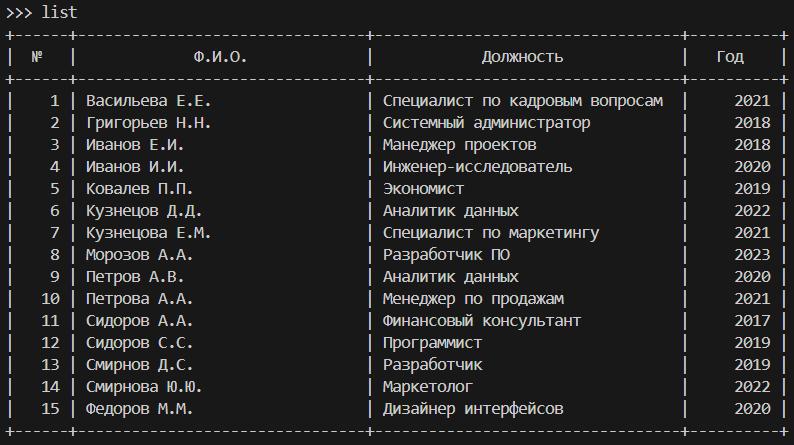 >>> list
+------+--------------------------------+----------------------------------+----------+
| № | Ф.И.О. | Должность | Год |
+------+--------------------------------+----------------------------------+----------+
| 1 | Васильева Е.Е. | Специалист по кадровым вопросам | 2021 |
| 2 | Григорьев Н.Н. | Системный администратор | 2018 |
| 3 | Иванов Е.И. | Манеджер проектов | 2018 |
| 4 | Иванов И.И. | Инженер-исследователь | 2020 |
| 5 | Ковалев П.П. | Экономист | 2019 |
| 6 | Кузнецов Д.Д. | Аналитик данных | 2022 |
| 7 | Кузнецова Е.М. | Специалист по маркетингу | 2021 |
| 8 | Морозов А.А. | Разработчик ПО | 2023 |
| 9 | Петров А.В. | Аналитик данных | 2020 |
| 10 | Петрова А.А. | Менеджер по продажам | 2021 |
| 11 | Сидоров А.А. | Финансовый консультант | 2017 |
| 12 | Сидоров С.С. | Программист | 2019 |
| 13 | Смирнов Д.С. | Разработчик | 2019 |
| 14 | Смирнова Ю.Ю. | Маркетолог | 2022 |
| 15 | Федоров М.М. | Дизайнер интерфейсов | 2020 |
+------+--------------------------------+----------------------------------+----------+